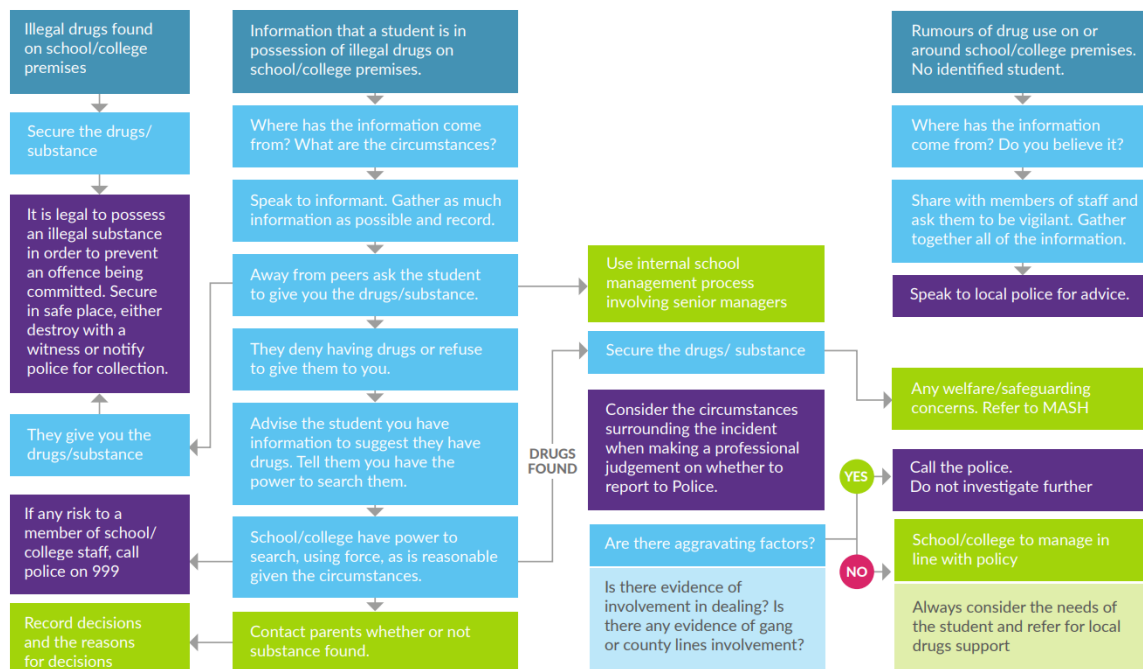 Illegal drugs found
on school/college
premises
Secure the drugs/
substance
It is legal to possess
an illegal substance
in order to prevent
an offence being
committed. Secure
in safe place, either
destroy with a
witness or notify
police for collection.
They give you the
drugs/substance
If any risk to a
member of school/
college staff, call
police on 999
Record decisions
and the reasons
for decisions
Information that a student is in
possession of illegal drugs on
school/college premises.
Where has the information come
from? What are the circumstances?
Speak to informant. Gather as much
information as possible and record.
Away from peers ask the student
to give you the drugs/substance.
They deny having drugs or refuse
to give them to you.
Advise the student you have
information to suggest they have
drugs. Tell them you have the
power to search them.
School/college have power to
search, using force, as is reasonable
given the circumstances.
Contact parents whether or not
substance found.
DRUGS
FOUND
Use internal school
management process
involving senior managers
Secure the drugs/ substance
Consider the circumstances
surrounding the incident
when making a professional
judgement on whether to
report to Police.
Are there aggravating factors?
Is there evidence of
involvement in dealing? Is
there any evidence of gang
or county lines involvement?
YES
NO
Rumours of drug use on or
around school/college premises.
No identified student.
Where has the information
come from? Do you believe it?
Share with members of staff and
ask them to be vigilant. Gather
together all of the information.
Speak to local police for advice.
Any welfare/safeguarding
concerns. Refer to MASH
Call the police.
Do not investigate further
School/college to manage in
line with policy
Always consider the needs of
the student and refer for local
drugs support